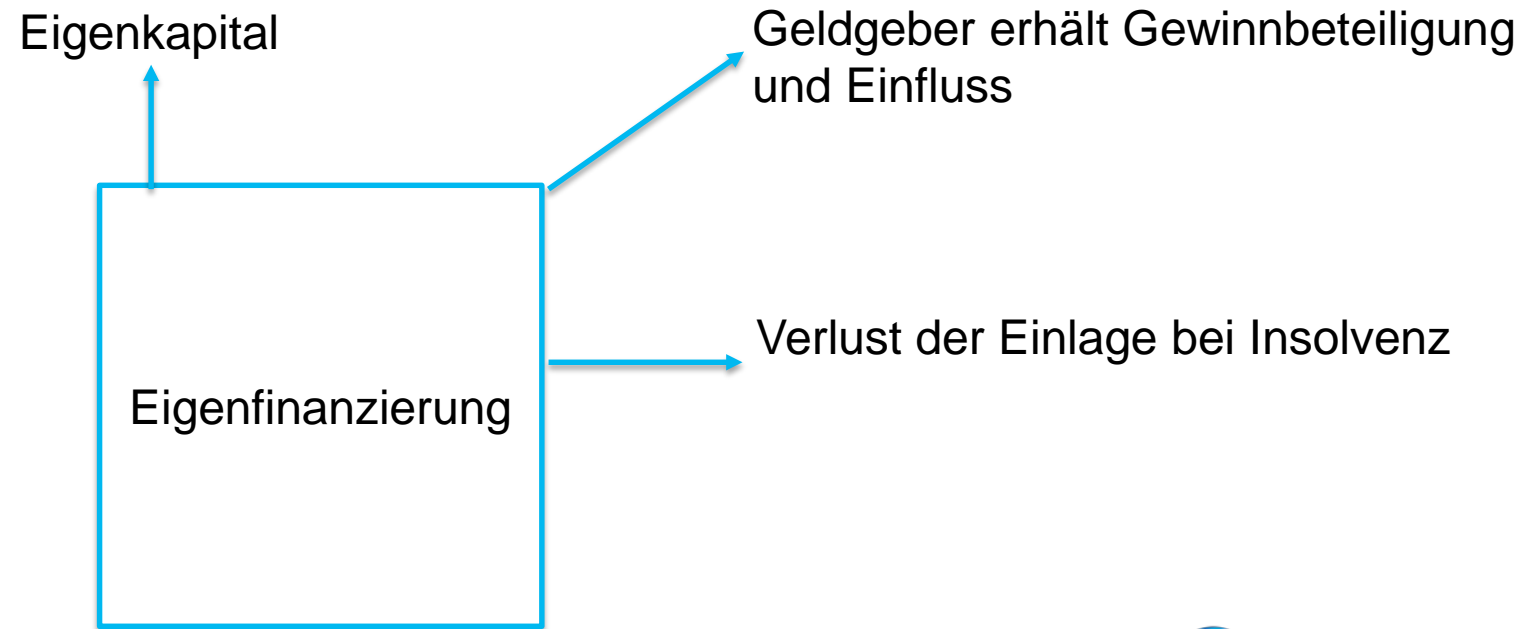 Eigenkapital
Geldgeber erhält Gewinnbeteiligung
und Einfluss
Verlust der Einlage bei Insolvenz
Eigenfinanzierung